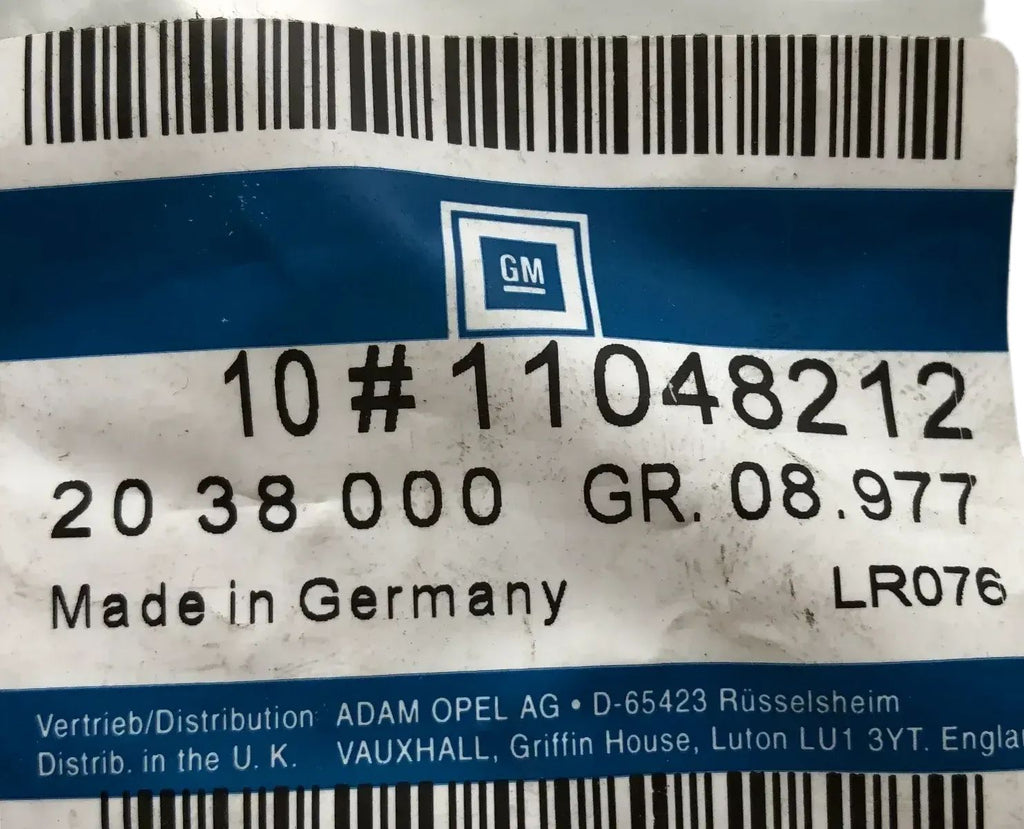 GM
10 # 11048212
20 38 000 GR. 08.977
Made in Germany LR076
Vertrieb/Distribution ADAM OPEL AG • D-65423 Rüsselsheim
Distrib. in the U. K. VAUXHALL, Griffin House, Luton LU1 3YT. Engla